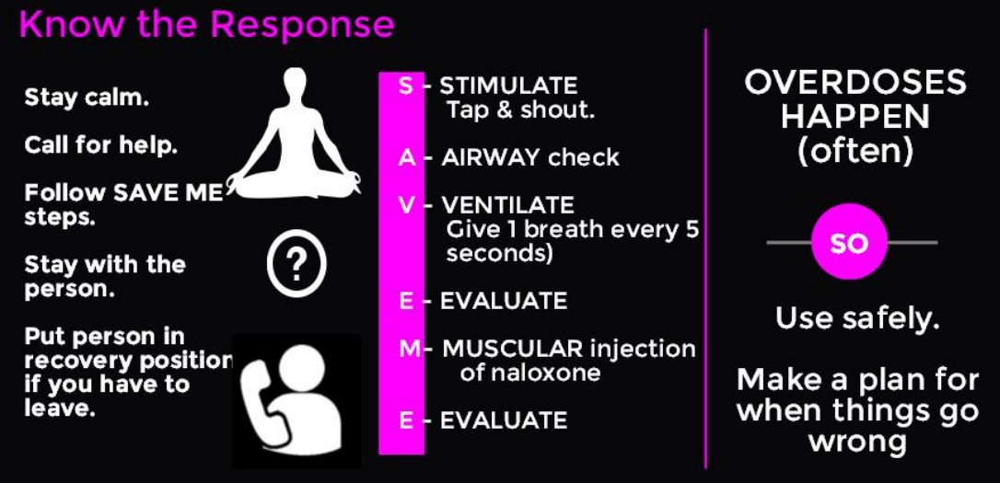 Know the Response
Stay calm.
Call for help.
Follow SAVE ME
steps.
Stay with the
person.
Put person in
recovery position
if you have to
leave.
?
S - STIMULATE
Tap & shout.
A - AIRWAY check
V - VENTILATE
Give 1 breath every 5
seconds)
E - EVALUATE
M - MUSCULAR injection
of naloxone
E - EVALUATE
OVERDOSES
HAPPEN
(often)
SO
Use safely.
Make a plan for
when things go
wrong